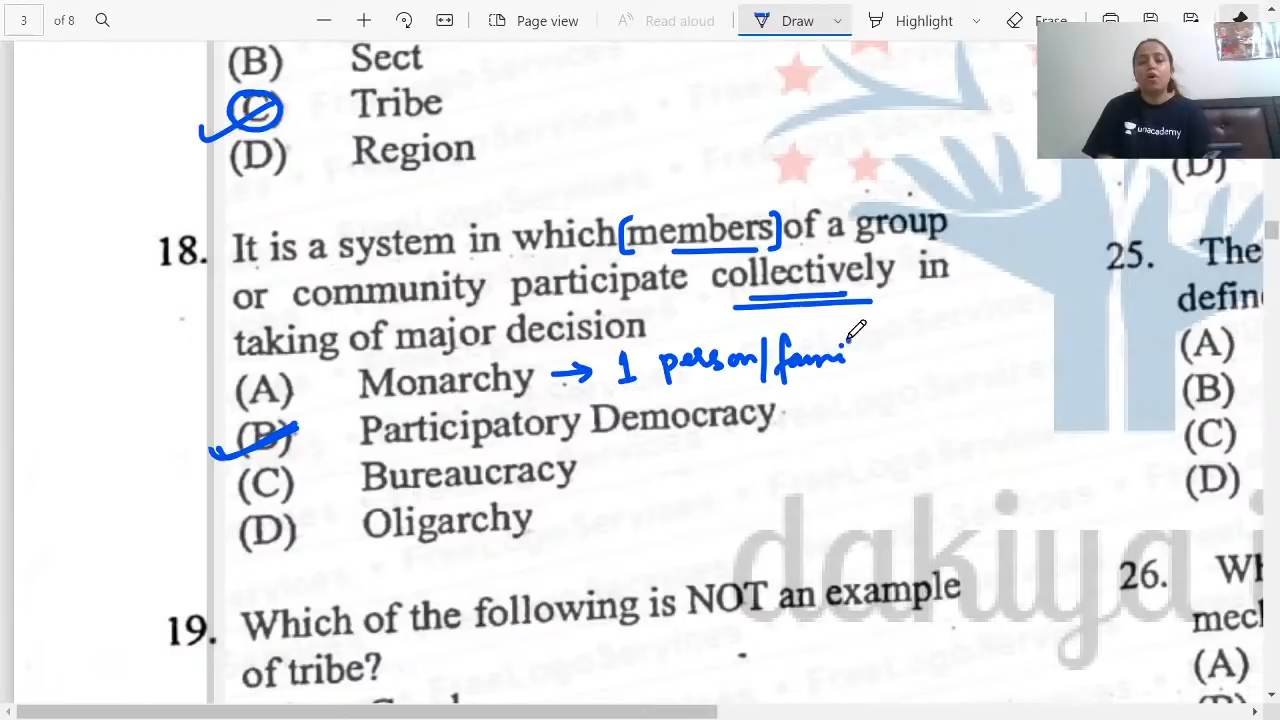 3 of 8
Page view
Read aloud
Draw
Highlight
Erase
unacademy
(B) Sect
(C) Tribe
(D) Region
18. It is a system in which [members] of a group
or community participate collectively in
taking of major decision
(A) Monarchy → 1 person/fami
(B) Participatory Democracy
(C) Bureaucracy
(D) Oligarchy
19. Which of the following is NOT an example
of tribe?
(D)
25. The
defin
(A)
(B)
(C)
(D)
26. Wh
mecl
(A)
dakiya